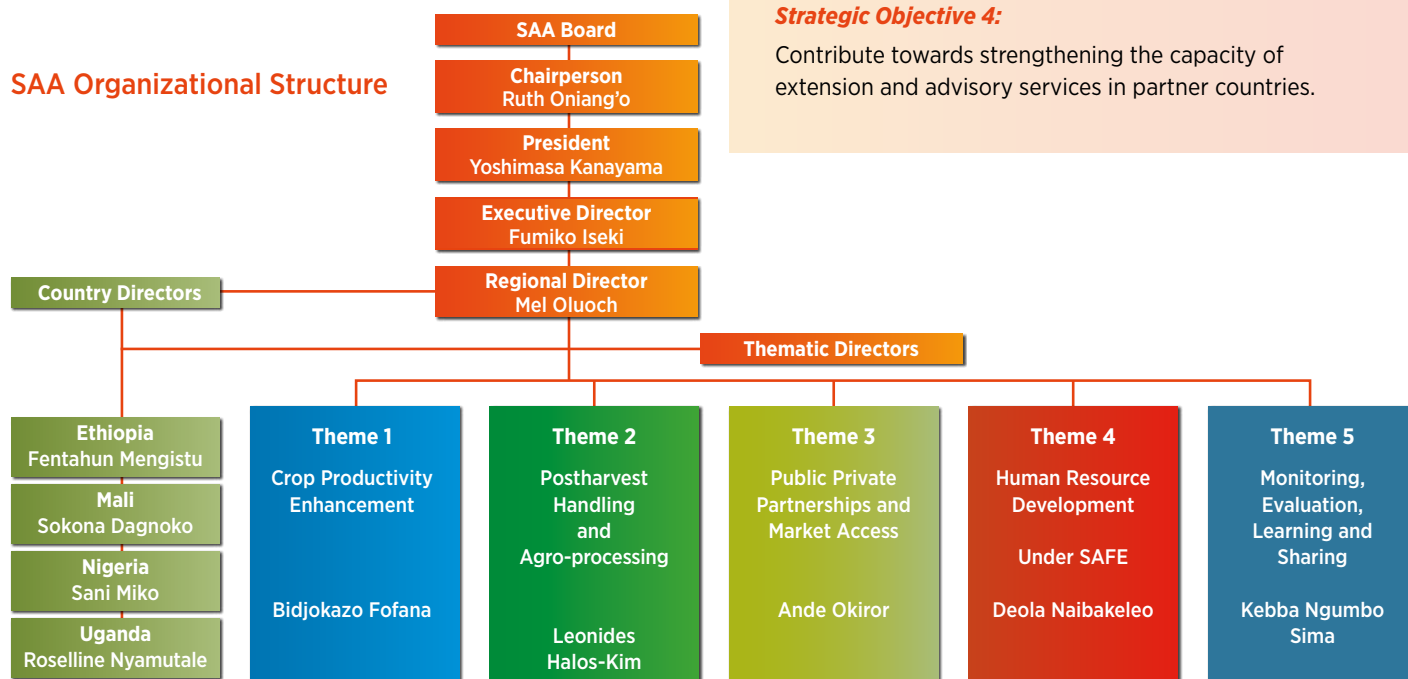 SAA Organizational Structure
SAA Board
Chairperson
Ruth Oniang’o
President
Yoshimasa Kanayama
Executive Director
Fumiko Iseki
Regional Director
Mel Oluoch
Strategic Objective 4:
Contribute towards strengthening the capacity of
extension and advisory services in partner countries.
Country Directors
Thematic Directors
Ethiopia
Fentahun Mengistu
Mali
Sokona Dagnoko
Nigeria
Sani Miko
Uganda
Roselline Nyamutale
Theme 1
Crop Productivity
Enhancement
Bidjokazo Fofana
Theme 2
Postharvest
Handling
and
Agro-processing
Leonides
Halos-Kim
Theme 3
Public Private
Partnerships and
Market Access
Ande Okiror
Theme 4
Human Resource
Development
Under SAFE
Deola Naibakeleo
Theme 5
Monitoring,
Evaluation,
Learning and
Sharing
Kebba Ngumbo
Sima